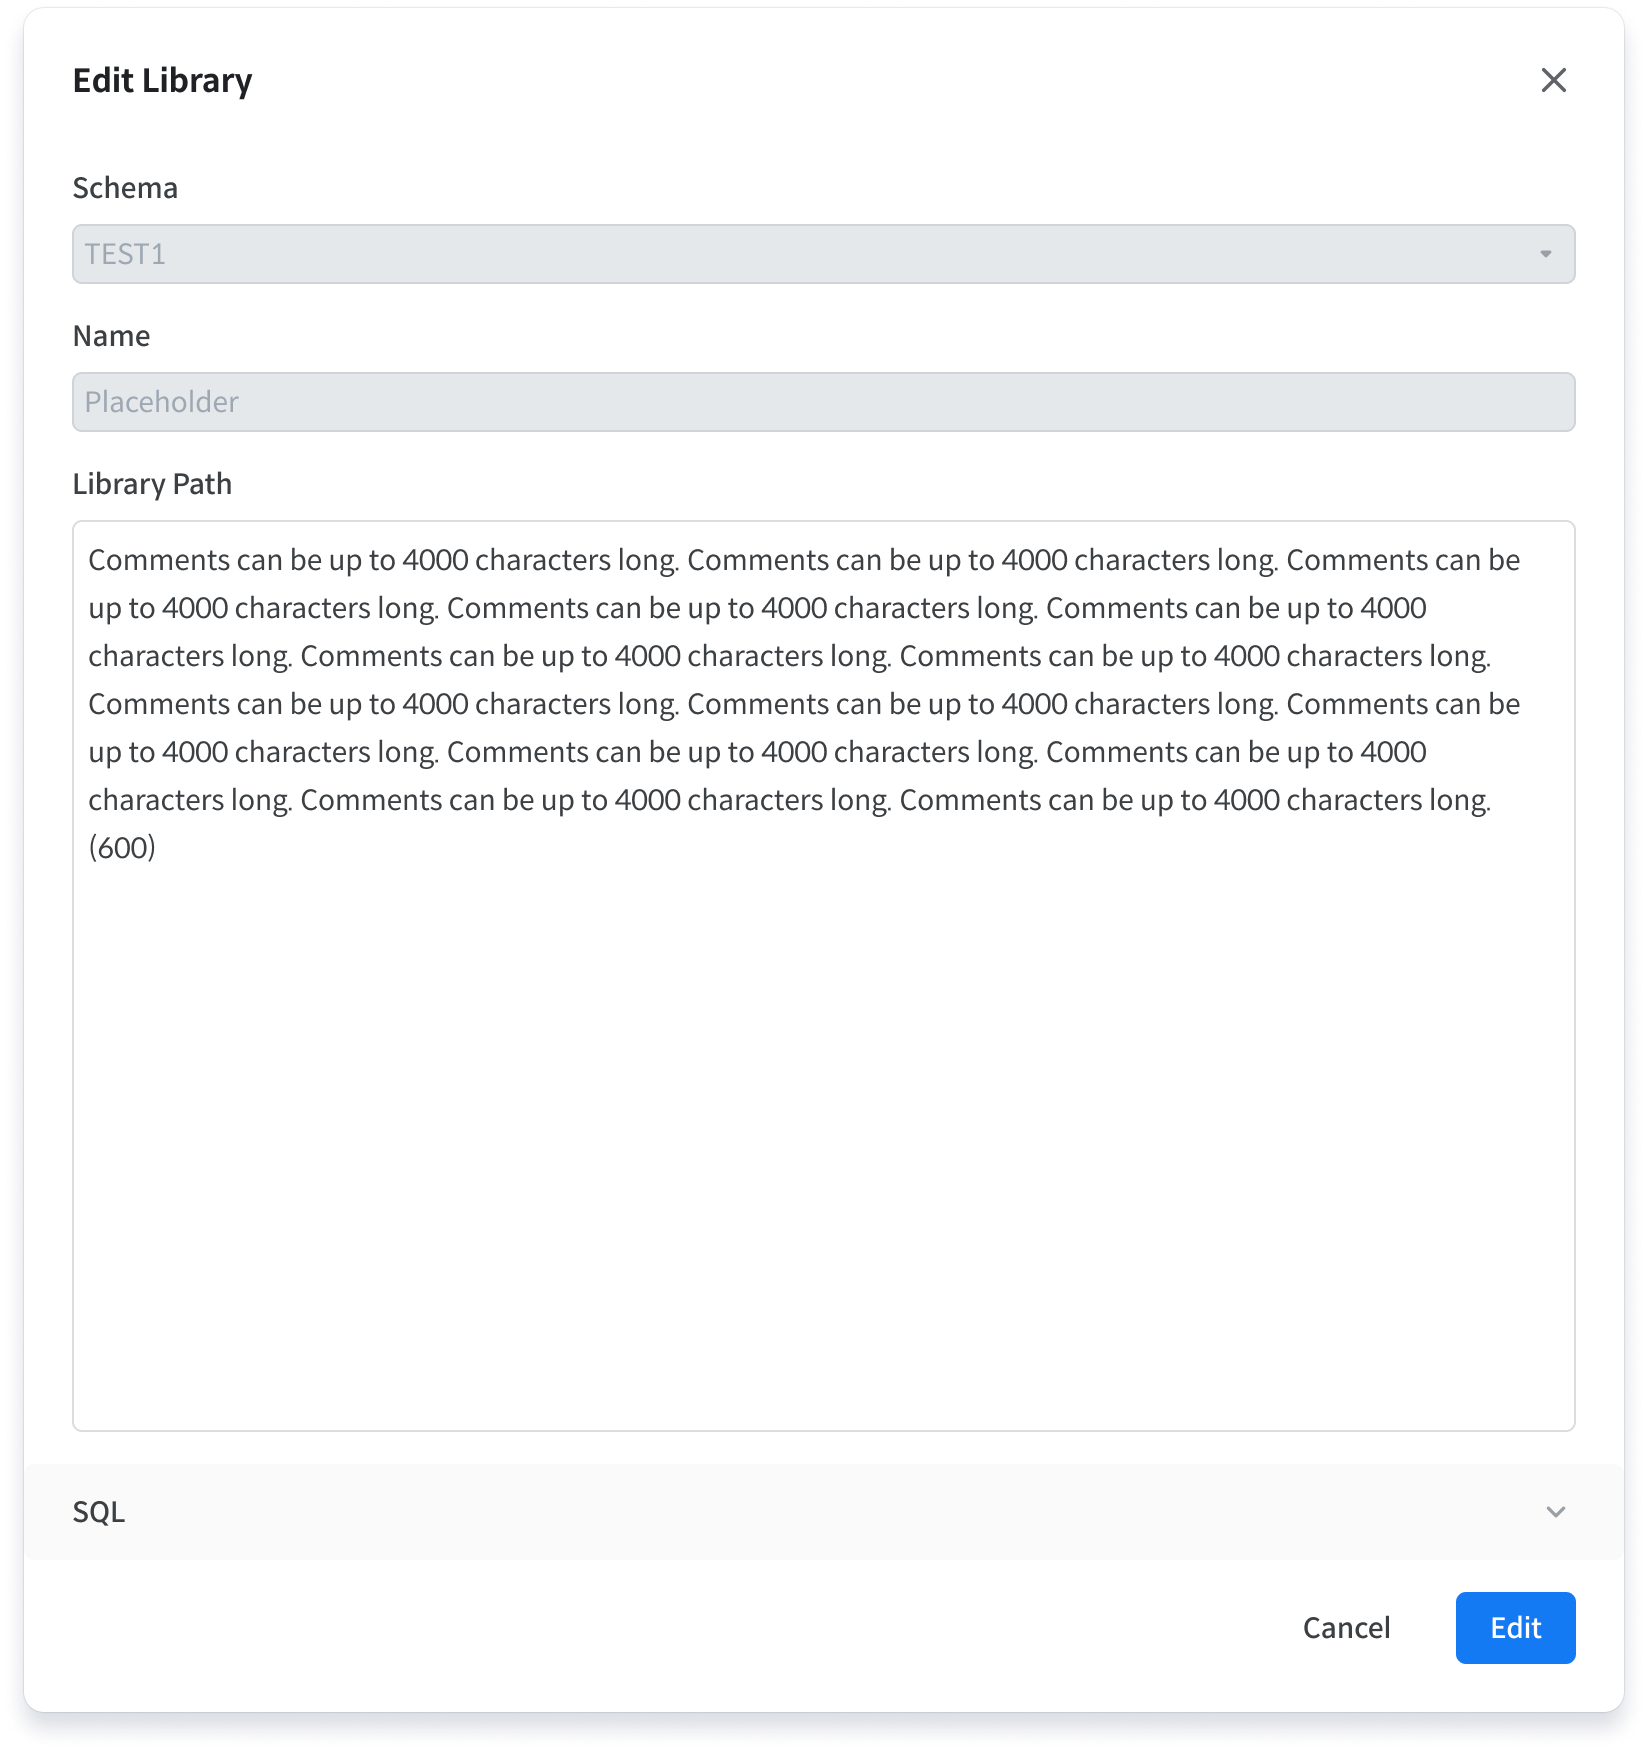 Edit Library
Schema
TEST1
Name
Placeholder
Library Path
Comments can be up to 4000 characters long. Comments can be up to 4000 characters long. Comments can be
up to 4000 characters long. Comments can be up to 4000 characters long. Comments can be up to 4000
characters long. Comments can be up to 4000 characters long. Comments can be up to 4000 characters long.
Comments can be up to 4000 characters long. Comments can be up to 4000 characters long. Comments can be
up to 4000 characters long. Comments can be up to 4000 characters long. Comments can be up to 4000
characters long. Comments can be up to 4000 characters long. Comments can be up to 4000 characters long.
(600)
SQL
Cancel
Edit